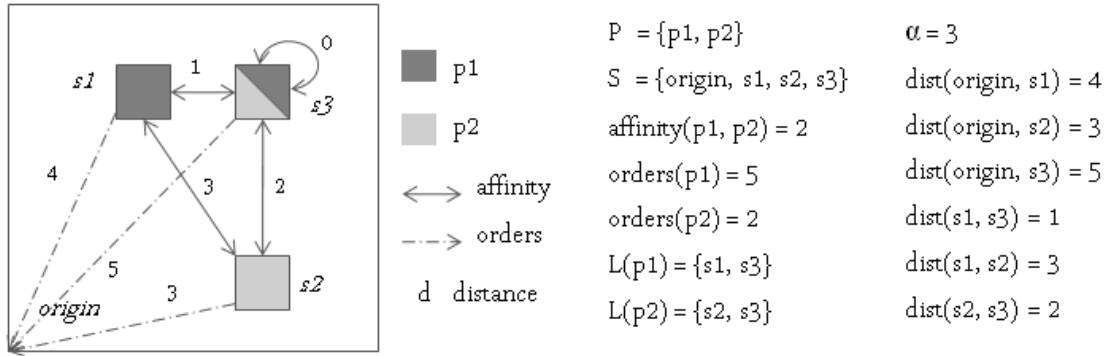 s1
1
0
s3
4
3
2
5
3
origin
s2
p1
p2
affinity
orders
d distance
P = {p1, p2}
S = {origin, s1, s2, s3}
affinity(p1, p2) = 2
orders(p1) = 5
orders(p2) = 2
L(p1) = {s1, s3}
L(p2) = {s2, s3}
α = 3
dist(origin, s1) = 4
dist(origin, s2) = 3
dist(origin, s3) = 5
dist(s1, s3) = 1
dist(s1, s2) = 3
dist(s2, s3) = 2